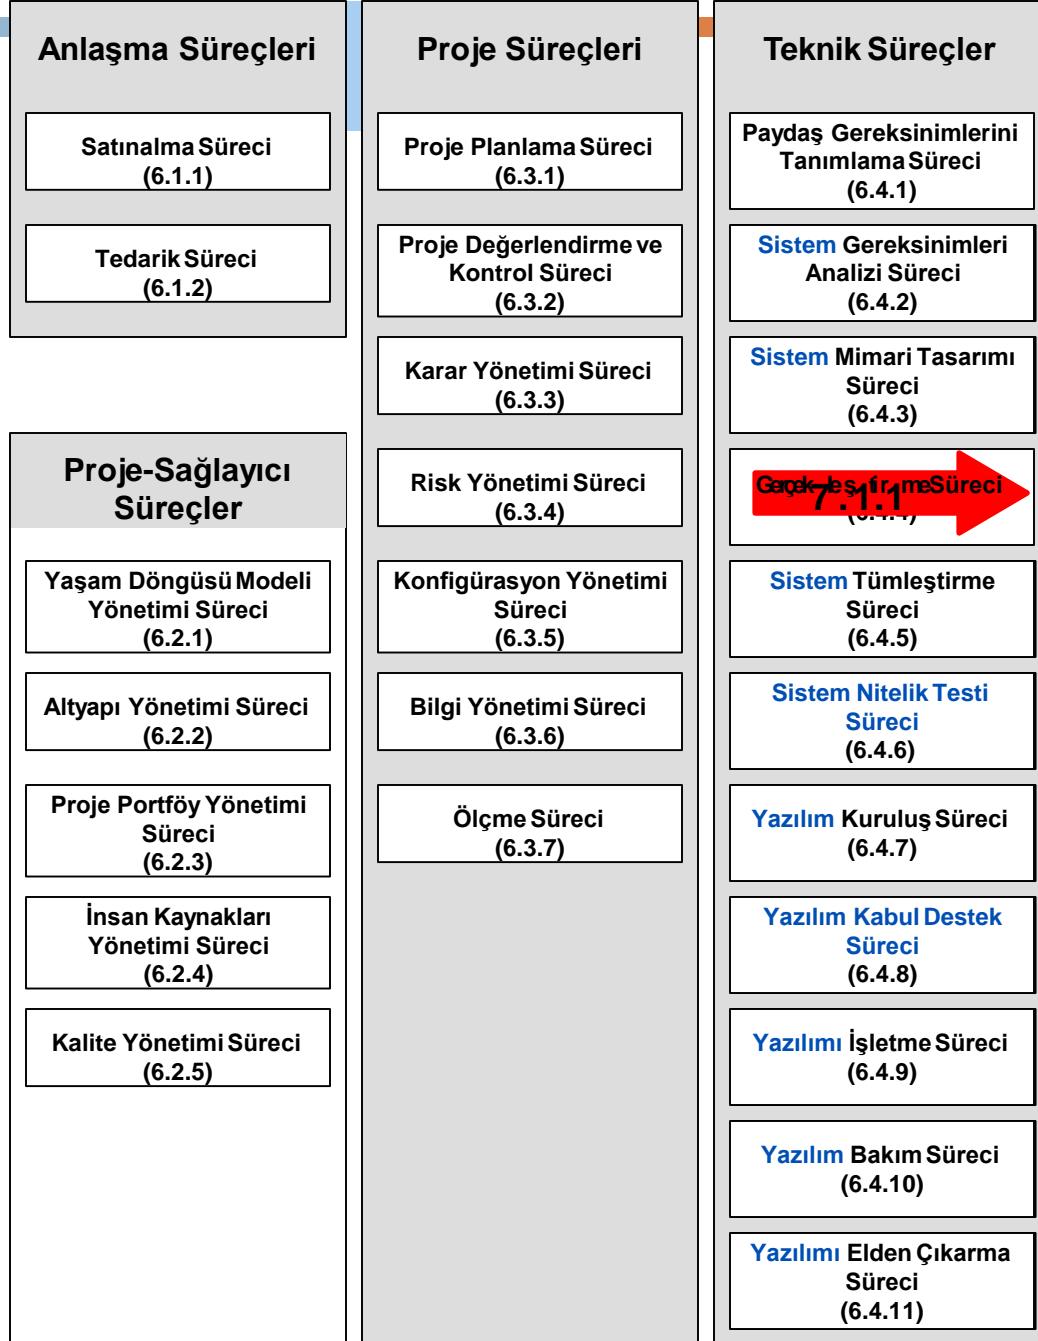 Anlaşma Süreçleri
Satınalma Süreci
(6.1.1)
Tedarik Süreci
(6.1.2)
Proje-Sağlayıcı
Süreçler
Yaşam Döngüsü Modeli
Yönetimi Süreci
(6.2.1)
Altyapı Yönetimi Süreci
(6.2.2)
Proje Portföy Yönetimi
Süreci
(6.2.3)
İnsan Kaynakları
Yönetimi Süreci
(6.2.4)
Kalite Yönetimi Süreci
(6.2.5)
Proje Süreçleri
Proje Planlama Süreci
(6.3.1)
Proje Değerlendirme ve
Kontrol Süreci
(6.3.2)
Karar Yönetimi Süreci
(6.3.3)
Risk Yönetimi Süreci
(6.3.4)
Konfigürasyon Yönetimi
Süreci
(6.3.5)
Bilgi Yönetimi Süreci
(6.3.6)
Ölçme Süreci
(6.3.7)
Teknik Süreçler
Paydaş Gereksinimlerini
Tanımlama Süreci
(6.4.1)
Sistem Gereksinimleri
Analizi Süreci
(6.4.2)
Sistem Mimari Tasarımı
Süreci
(6.4.3)
Gerçekleştirme Süreci
7.1.1
(6.4.4)
Sistem Tümleştirme
Süreci
(6.4.5)
Sistem Nitelik Testi
Süreci
(6.4.6)
Yazılım Kuruluş Süreci
(6.4.7)
Yazılım Kabul Destek
Süreci
(6.4.8)
Yazılımı İşletme Süreci
(6.4.9)
Yazılım Bakım Süreci
(6.4.10)
Yazılımı Elden Çıkarma
Süreci
(6.4.11)